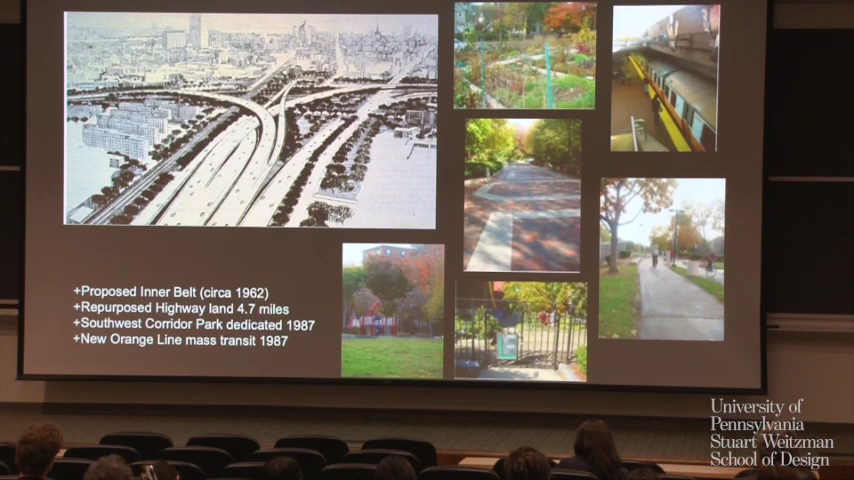 +Proposed Inner Belt (circa 1962)
+Repurposed Highway land 4.7 miles
+Southwest Corridor Park dedicated 1987
+New Orange Line mass transit 1987
University of
Pennsylvania
Stuart Weitzman
School of Design